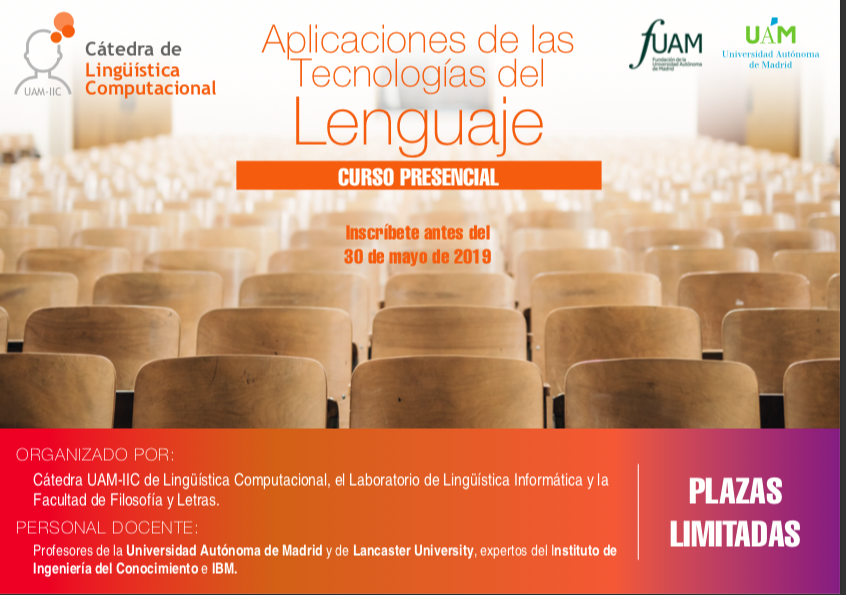 Cátedra de
Lingüística
Computacional
UAM-IIC
Aplicaciones de las
Tecnologías del
Lenguaje
CURSO PRESENCIAL
fUAM
Fundación de la
Universidad Autónoma
de Madrid
UAM
Universidad Autónoma
de Madrid
Inscríbete antes del
30 de mayo de 2019
ORGANIZADO POR:
Cátedra UAM-IIC de Lingüística Computacional, el Laboratorio de Lingüística Informática y la
Facultad de Filosofía y Letras.
PERSONAL DOCENTE:
Profesores de la Universidad Autónoma de Madrid y de Lancaster University, expertos del Instituto de
Ingeniería del Conocimiento e IBM.
PLAZAS
LIMITADAS